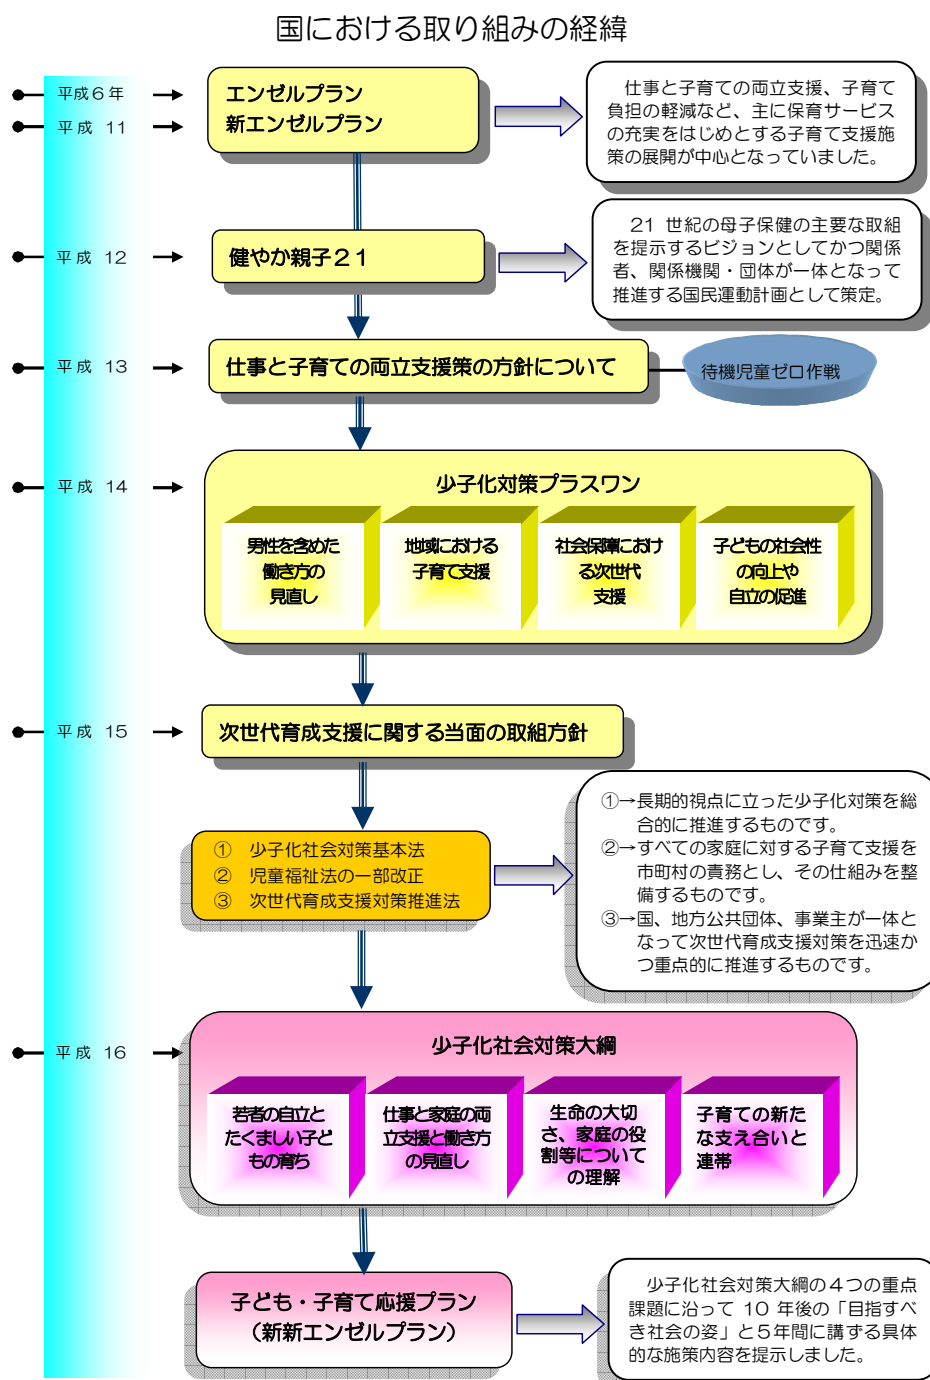 国における取り組みの経緯
平成6年
平成 11
エンゼルプラン
新エンゼルプラン
仕事と子育ての両立支援、子育て
負担の軽減など、主に保育サービス
の充実をはじめとする子育て支援施
策の展開が中心となっていました。
平成 12
健やか親子21
21 世紀の母子保健の主要な取組
を提示するビジョンとしてかつ関係
者、関係機関・団体が一体となって
推進する国民運動計画として策定。
平成 13
仕事と子育ての両立支援策の方針について
待機児童ゼロ作戦
平成 14
少子化対策プラスワン
男性を含めた
働き方の
見直し
地域における
子育て支援
社会保障におけ
る次世代
支援
子どもの社会性
の向上や
自立の促進
平成 15
次世代育成支援に関する当面の取組方針
① 少子化社会対策基本法
② 児童福祉法の一部改正
③ 次世代育成支援対策推進法
①→長期的視点に立った少子化対策を総
合的に推進するものです。
②→すべての家庭に対する子育て支援を
市町村の責務とし、その仕組みを整
備するものです。
③→国、地方公共団体、事業主が一体と
なって次世代育成支援対策を迅速か
つ重点的に推進するものです。
平成 16
少子化社会対策大綱
若者の自立と
たくましい子ど
もの育ち
仕事と家庭の両
立支援と働き方
の見直し
生命の大切
さ、家庭の役
割等について
の理解
子育ての新た
な支え合いと
連帯
子ども・子育て応援プラン
(新新エンゼルプラン)
少子化社会対策大綱の4つの重点
課題に沿って 10 年後の「目指すべ
き社会の姿」と5年間に講ずる具体
的な施策内容を提示しました。